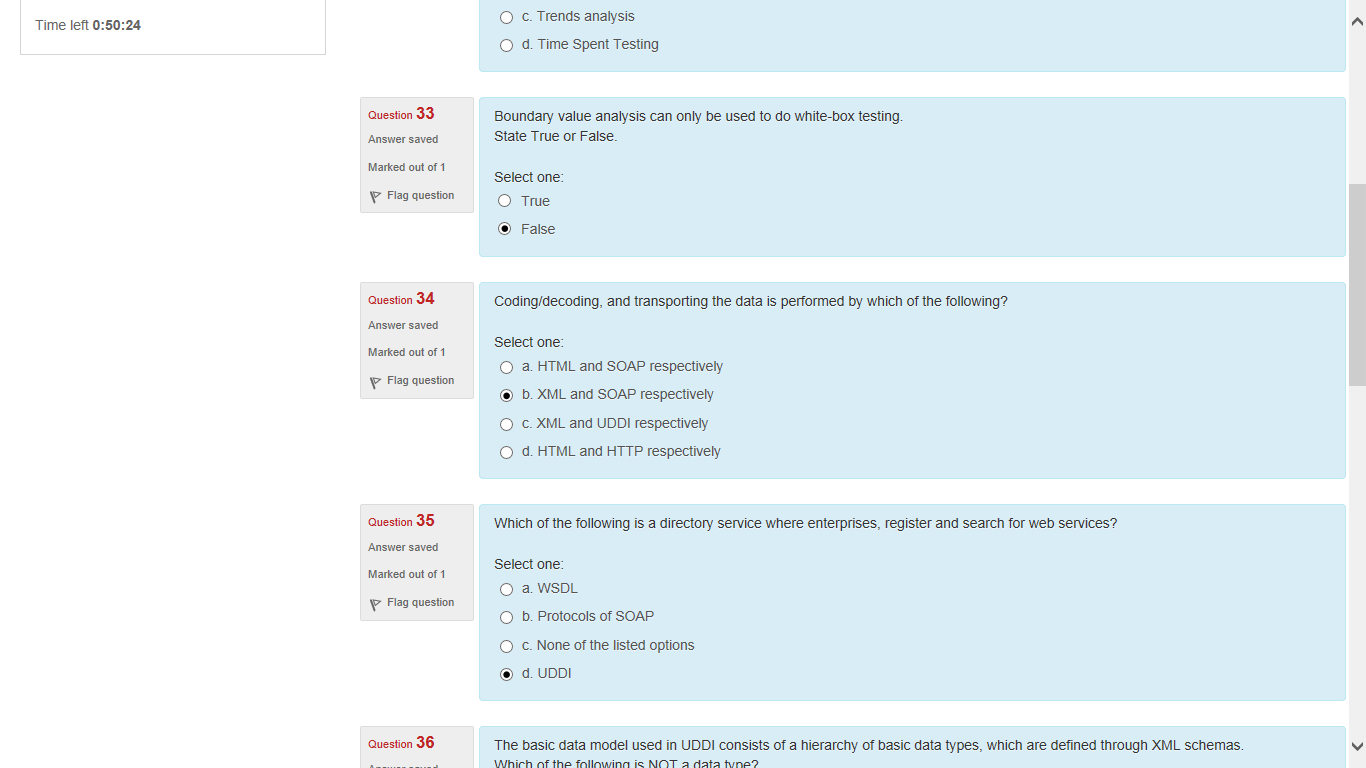 Time left 0:50:24
c. Trends analysis
d. Time Spent Testing
Question 33
Answer saved
Marked out of 1
Flag question
Boundary value analysis can only be used to do white-box testing.
State True or False.
Select one:
True
False
Question 34
Answer saved
Marked out of 1
Flag question
Coding/decoding, and transporting the data is performed by which of the following?
Select one:
a. HTML and SOAP respectively
b. XML and SOAP respectively
c. XML and UDDI respectively
d. HTML and HTTP respectively
Question 35
Answer saved
Marked out of 1
Flag question
Which of the following is a directory service where enterprises, register and search for web services?
Select one:
a. WSDL
b. Protocols of SOAP
c. None of the listed options
d. UDDI
Question 36
Answer saved
The basic data model used in UDDI consists of a hierarchy of basic data types, which are defined through XML schemas.
Which of the following is NOT a data type?